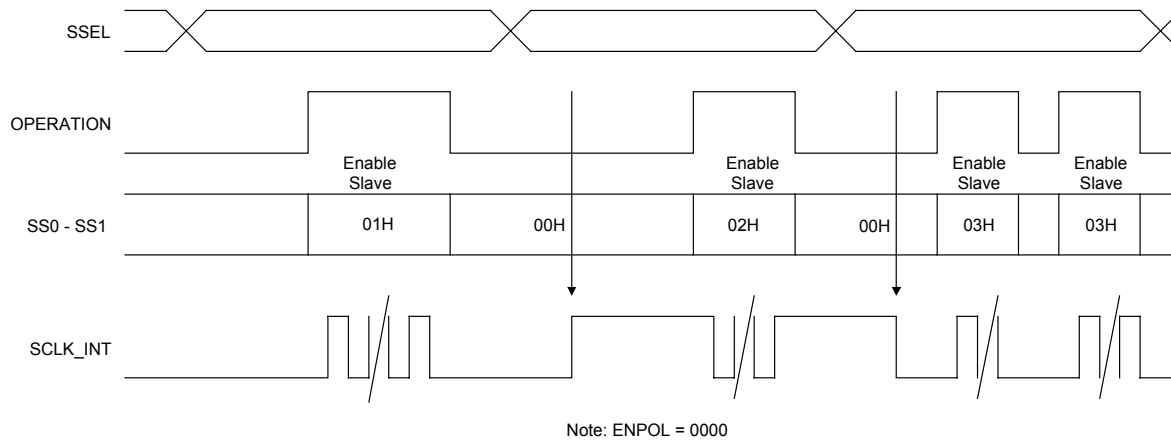 SSEL
OPERATION
Enable
Slave
Enable
Slave
Enable
Slave
Enable
Slave
SS0 - SS1
01H
00H
02H
00H
03H
03H
SCLK_INT
Note: ENPOL = 0000